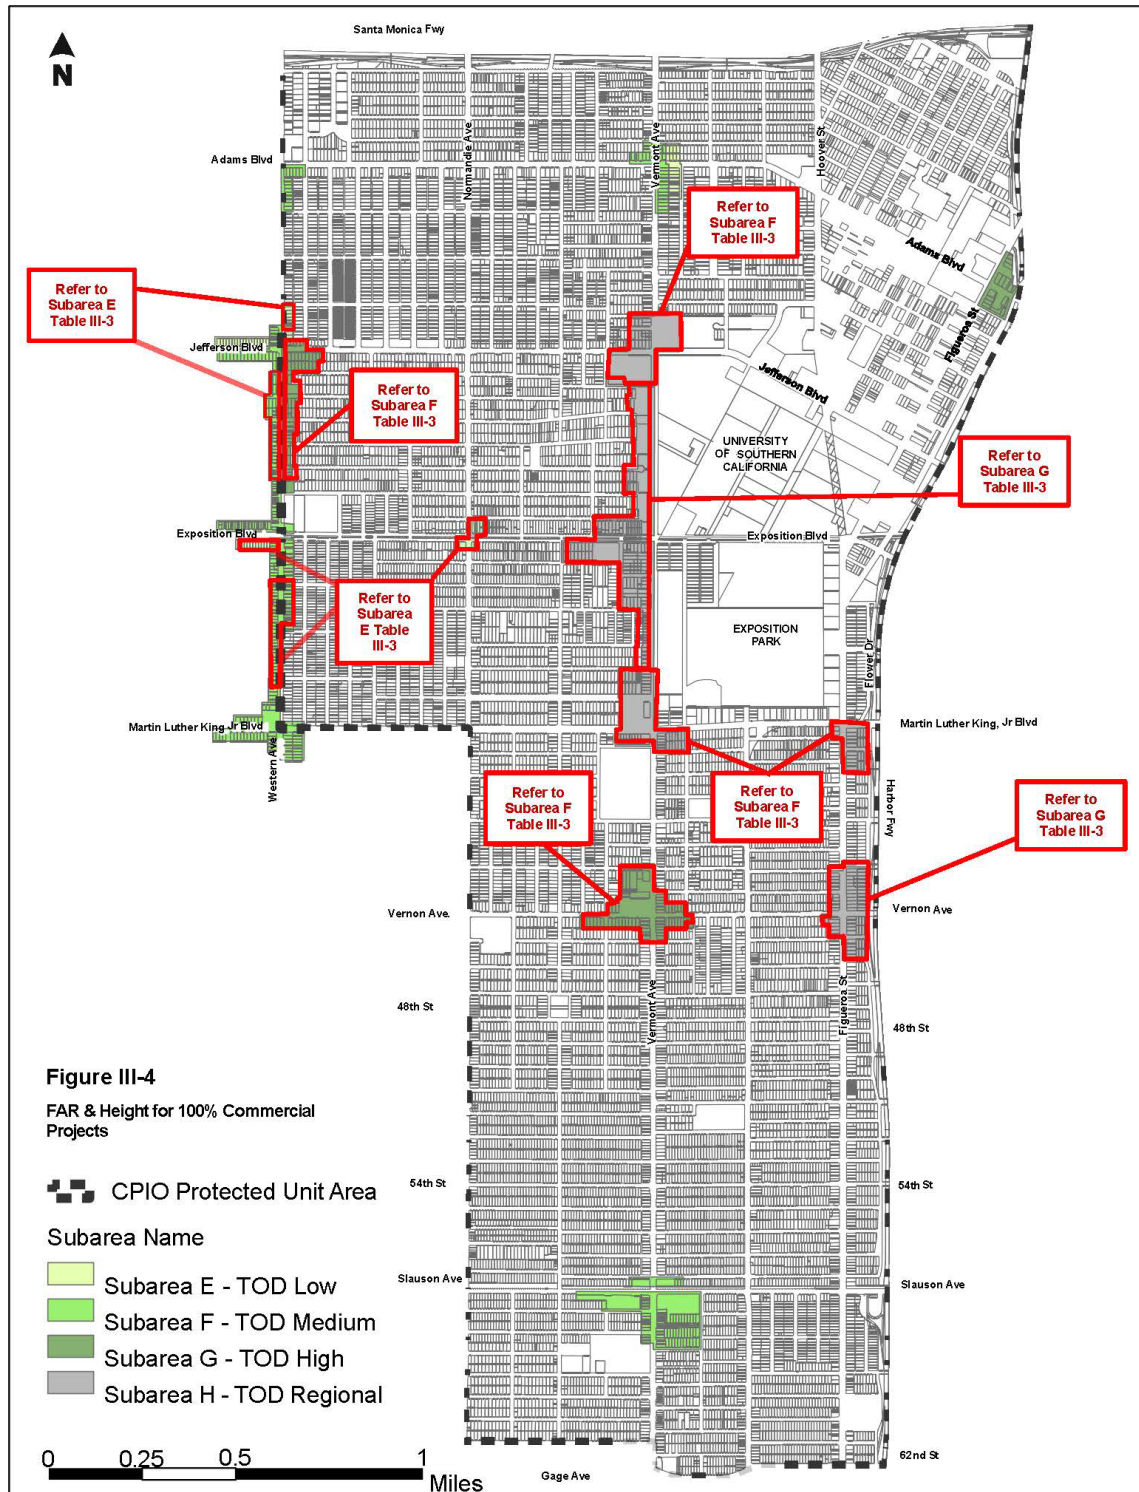 Santa Monica Fwy
N
Normandie Ave
Vermont Ave
Hoover St
Adams Blvd
Refer to
Subarea F
Table III-3
Adams Blvd
Refer to
Subarea E
Table III-3
Figueroa St
Jefferson Blvd
Jefferson Blvd
Refer to
Subarea F
Table III-3
UNIVERSITY
OF SOUTHERN
CALIFORNIA
Refer to
Subarea G
Table III-3
Exposition Blvd
Exposition Blvd
Refer to
Subarea
E Table
III-3
EXPOSITION
PARK
Flower Dr
Martin Luther King Jr Blvd
Martin Luther King, Jr Blvd
Western Ave
Refer to
Subarea F
Table III-3
Refer to
Subarea F
Table III-3
Harbor Fwy
Refer to
Subarea G
Table III-3
Vernon Ave.
Vernon Ave
Vermont Ave
Figueroa St
48th St
48th St
Figure III-4
FAR & Height for 100% Commercial
Projects
54th St
54th St
CPIO Protected Unit Area
Subarea Name
Slauson Ave
Slauson Ave
Subarea E - TOD Low
Subarea F - TOD Medium
Subarea G - TOD High
Subarea H - TOD Regional
0 0.25 0.5 1
Miles
62nd St
Gage Ave